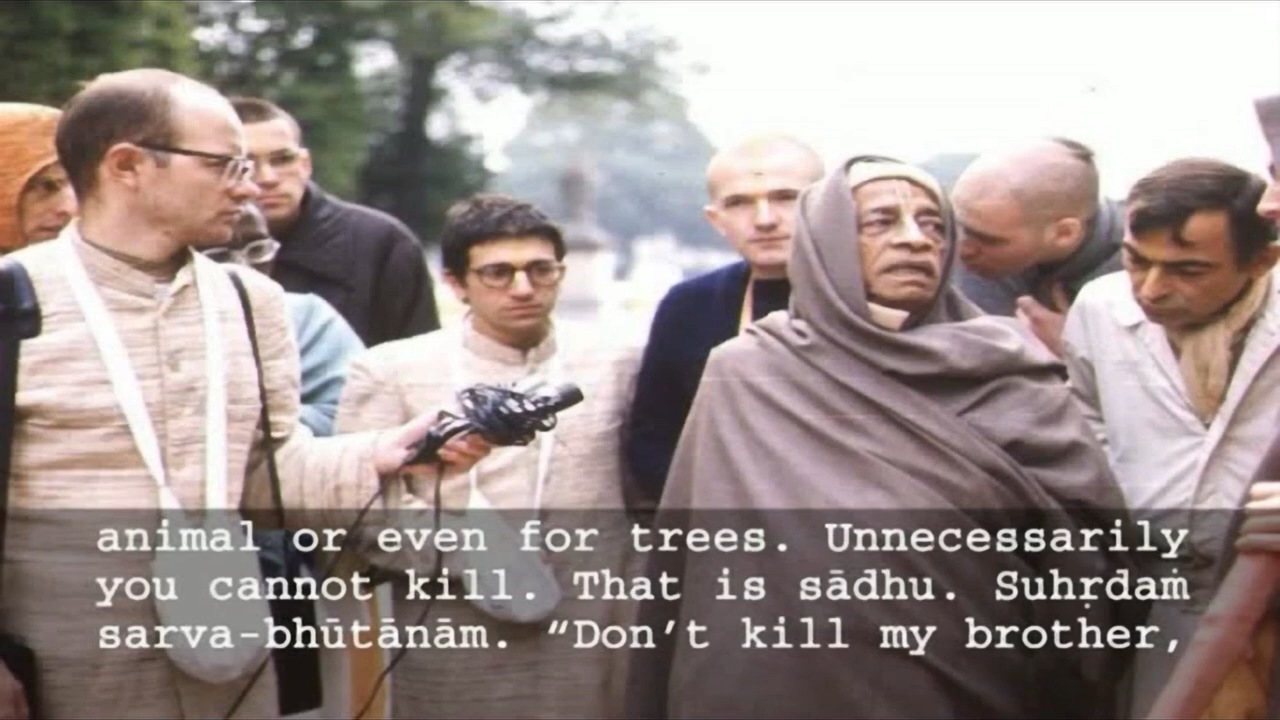 animal or even for trees. Unnecessarily
you cannot kill. That is sādhu. Suhṛdaṁ
sarva-bhūtānām. “Don’t kill my brother,